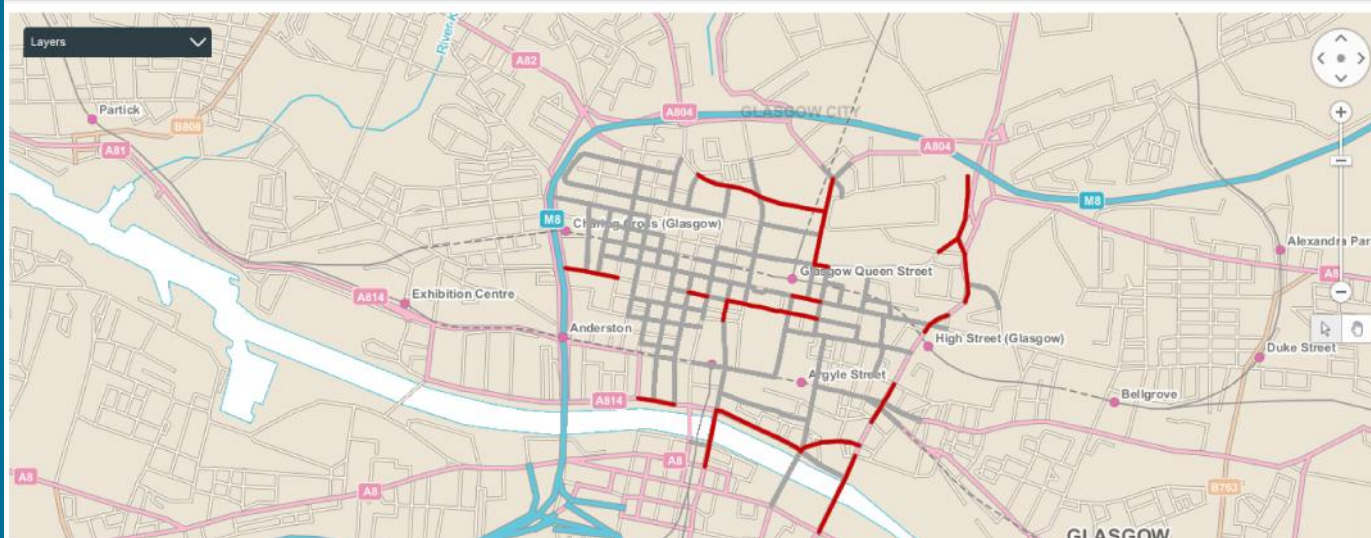 Layers
River-K
A82
Partick
B808
A81
A804
GLASGOW CITY
A804
M8
M8
Charing Cross (Glasgow)
Alexandra Par
Glasgow Queen Street
A8
A814
Exhibition Centre
Anderston
High Street (Glasgow)
Duke Street
Argyle Street
Bellgrove
A814
A8
A8
A8
B763
GLASGOW